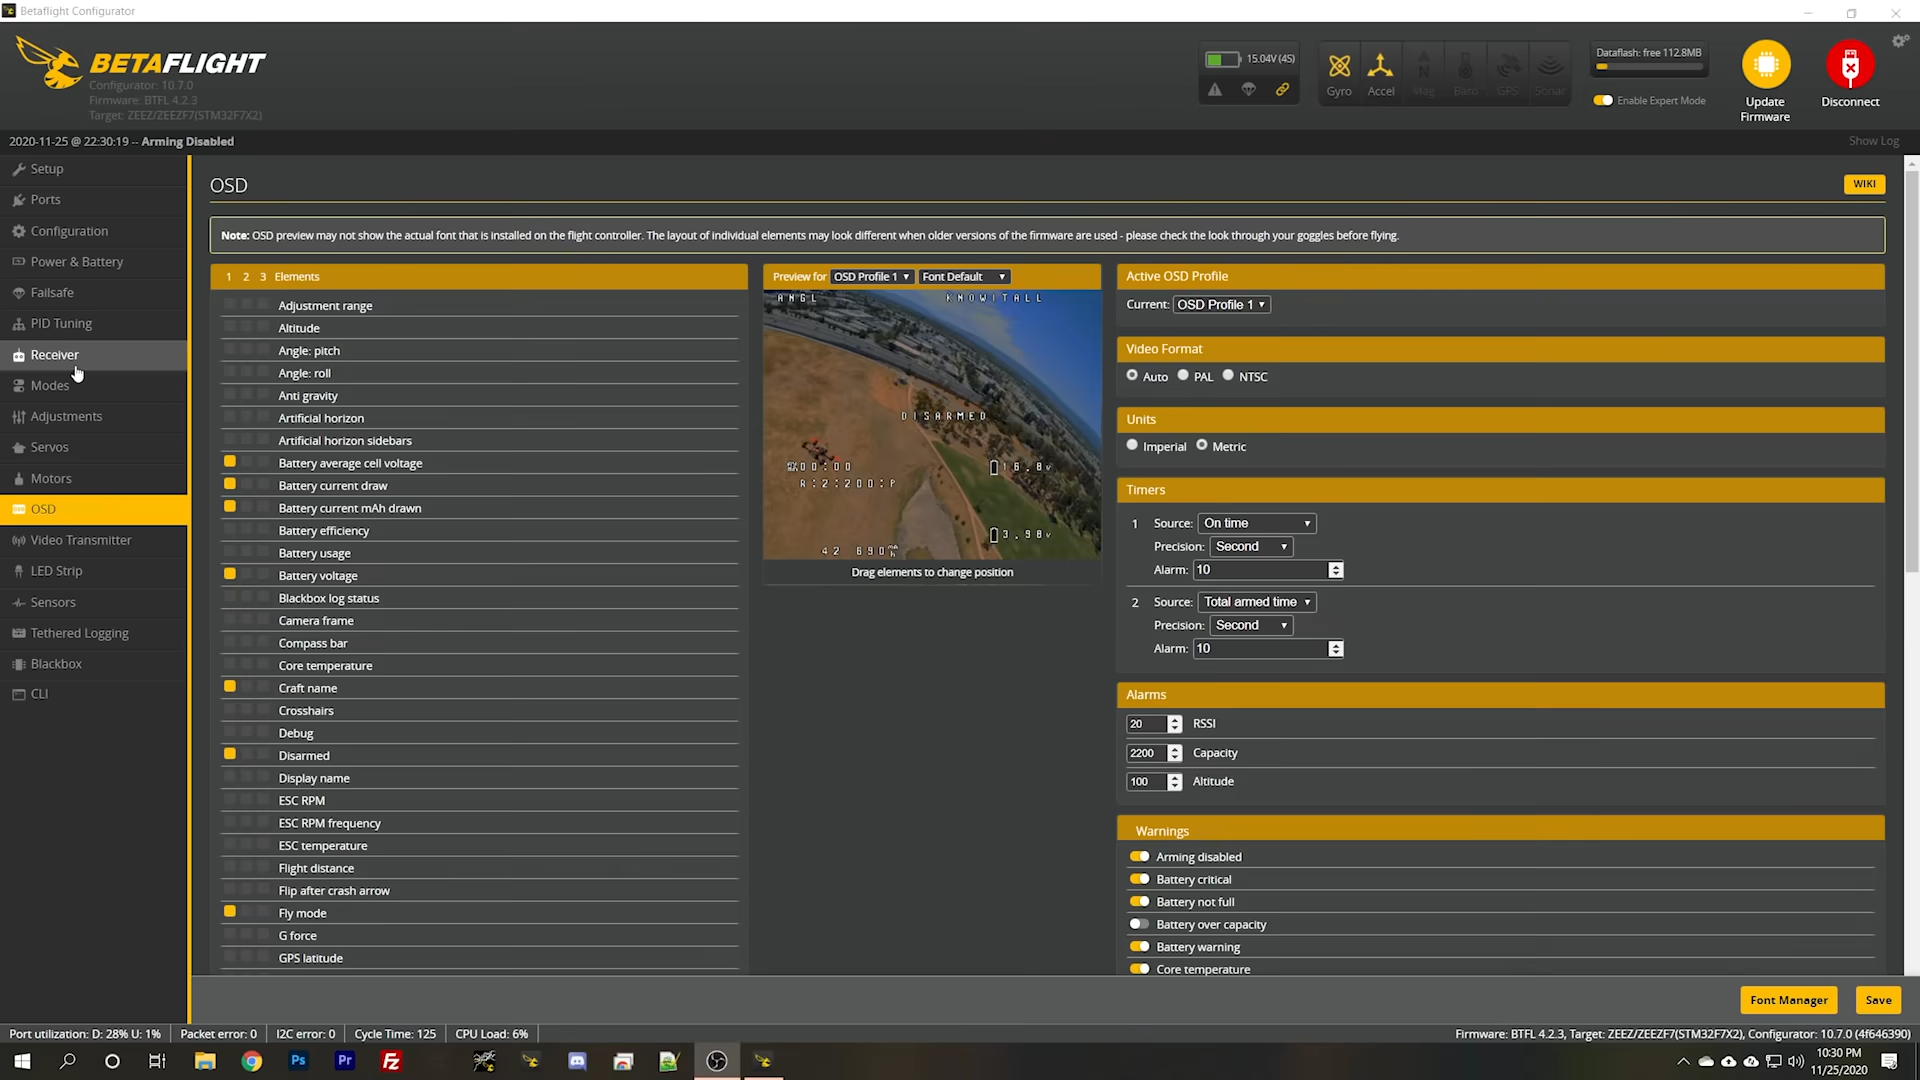 Betaflight Configurator
BETAFLIGHT
Configurator: 10.7.0
Firmware: BTFL 4.2.3
Target: ZEEZ/ZEEZF7(STM32F7X2)
15.04V (4S)
Gyro Accel Mag Baro GPS Sonar
Dataflash: free 112.8MB
Enable Expert Mode
Update Firmware
Disconnect
2020-11-25 @ 22:30:19 -- Arming Disabled
Show Log
Setup
Ports
Configuration
Power & Battery
Failsafe
PID Tuning
Receiver
Modes
Adjustments
Servos
Motors
OSD
Video Transmitter
LED Strip
Sensors
Tethered Logging
Blackbox
CLI
OSD
WIKI
Note: OSD preview may not show the actual font that is installed on the flight controller. The layout of individual elements may look different when older versions of the firmware are used - please check the look through your goggles before flying.
1 2 3 Elements
Adjustment range
Altitude
Angle: pitch
Angle: roll
Anti gravity
Artificial horizon
Artificial horizon sidebars
Battery average cell voltage
Battery current draw
Battery current mAh drawn
Battery efficiency
Battery usage
Battery voltage
Blackbox log status
Camera frame
Compass bar
Core temperature
Craft name
Crosshairs
Debug
Disarmed
Display name
ESC RPM
ESC RPM frequency
ESC temperature
Flight distance
Flip after crash arrow
Fly mode
G force
GPS latitude
Preview for OSD Profile 1 Font Default
ANGL KNOWITALL
DISARMED
00:00 16.8V
R:2:200:P
3.98V
42 690
Drag elements to change position
Active OSD Profile
Current: OSD Profile 1
Video Format
Auto PAL NTSC
Units
Imperial Metric
Timers
1 Source: On time
Precision: Second
Alarm: 10
2 Source: Total armed time
Precision: Second
Alarm: 10
Alarms
20 RSSI
2200 Capacity
100 Altitude
Warnings
Arming disabled
Battery critical
Battery not full
Battery over capacity
Battery warning
Core temperature
Font Manager
Save
Port utilization: D: 28% U: 1% Packet error: 0 I2C error: 0 Cycle Time: 125 CPU Load: 6%
Firmware: BTFL 4.2.3, Target: ZEEZ/ZEEZF7(STM32F7X2), Configurator: 10.7.0 (4f646390)
Ps Pr
10:30 PM
11/25/2020